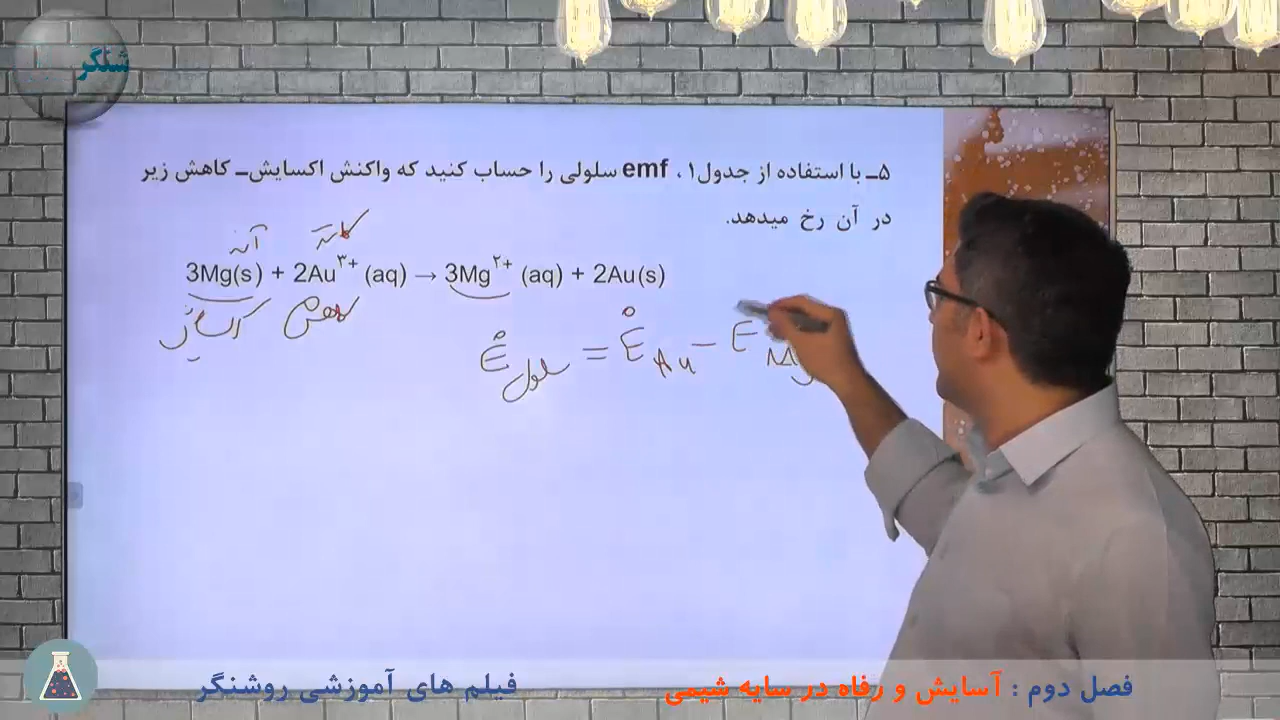 شنگر
۵ـ با استفاده از جدول۱ ، emf سلولی را حساب کنید که واکنش اکسایش ـ کاهش زیر
در آن رخ میدهد.
آند کاتد
3Mg(s) + 2Au³⁺ (aq) → 3Mg²⁺ (aq) + 2Au(s)
اکسایش کاهش
E° سلول = E° Au - E Mg
فصل دوم : آسایش و رفاه در سایه شیمی
فیلم های آموزشی روشنگر